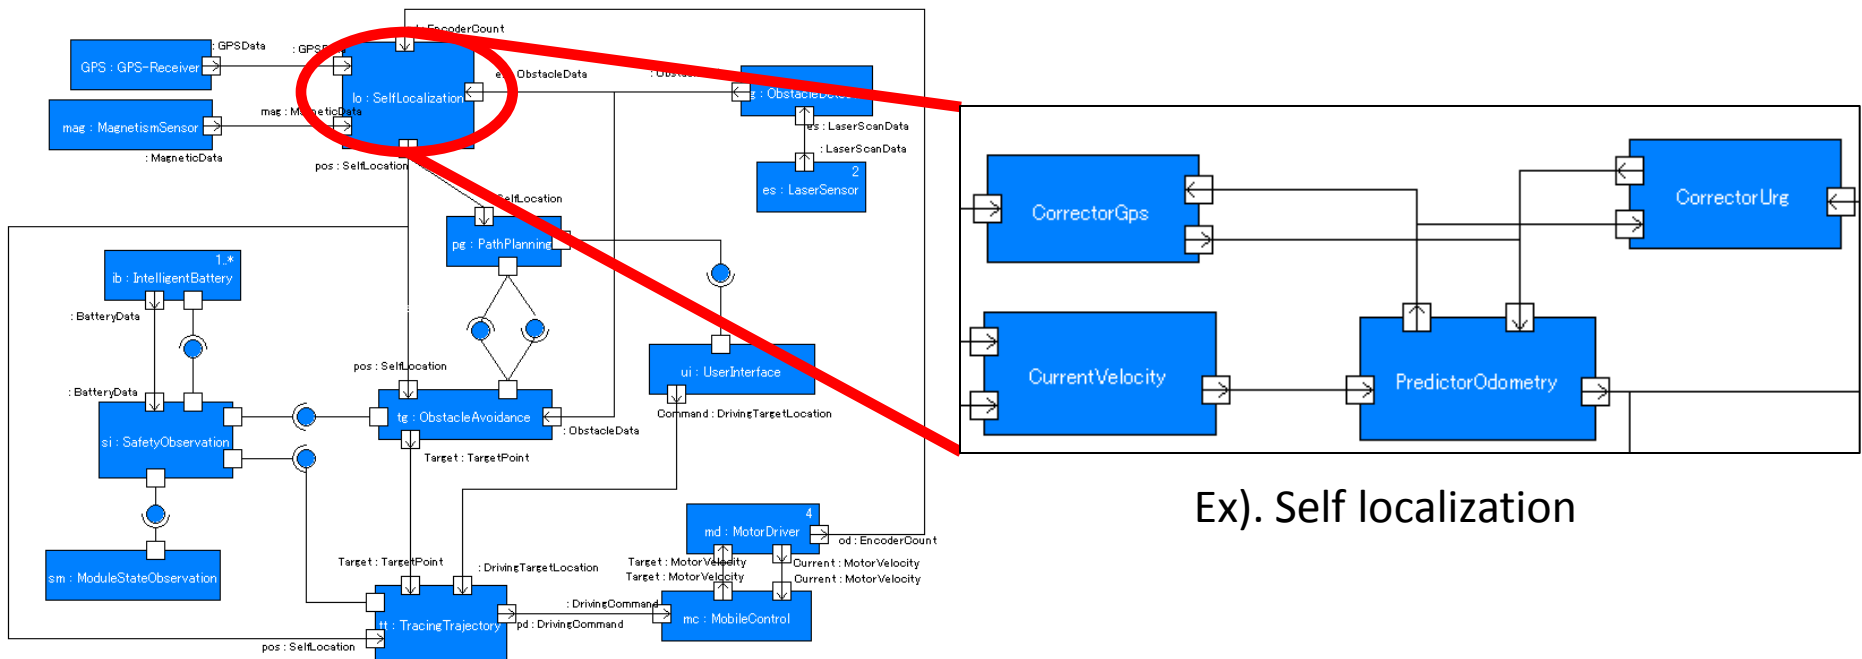 : EncoderCount
: GPSData
: GPSData
GPS : GPS-Receiver
lo : SelfLocalization
: ObstacleData
: ObstacleDetect
mag : MagneticData
mag : MagnetismSensor
: MagneticData
es : LaserScanData
: LaserScanData
2
es : LaserSensor
pos : SelfLocation
SelfLocation
pg : PathPlanning
1..*
ib : IntelligentBattery
: BatteryData
pos : SelfLocation
ui : UserInterface
: BatteryData
tg : ObstacleAvoidance
Command : DrivingTargetLocation
: ObstacleData
si : SafetyObservation
Target : TargetPoint
4
md : MotorDriver
od : EncoderCount
Target : MotorVelocity
Current : MotorVelocity
Target : MotorVelocity
Current : MotorVelocity
Target : TargetPoint
: DrivingTargetLocation
sm : ModuleStateObservation
: DrivingCommand
tt : TracingTrajectory
pd : DrivingCommand
mc : MobileControl
pos : SelfLocation
CorrectorGps
CorrectorUrg
CurrentVelocity
PredictorOdometry
Ex). Self localization